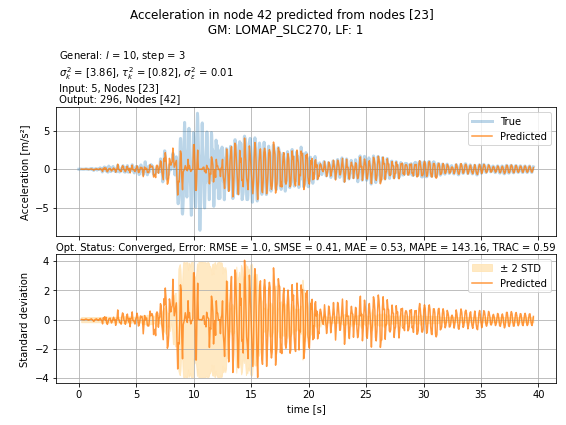 Acceleration in node 42 predicted from nodes [23]
GM: LOMAP_SLC270, LF: 1
General: l = 10, step = 3
σ²ₖ = [3.86], τ²ₖ = [0.82], σ²ε = 0.01
Input: 5, Nodes [23]
Output: 296, Nodes [42]
Acceleration [m/s²]
5
0
−5
True
Predicted
Opt. Status: Converged, Error: RMSE = 1.0, SMSE = 0.41, MAE = 0.53, MAPE = 143.16, TRAC = 0.59
Standard deviation
4
2
0
−2
−4
± 2 STD
Predicted
0 5 10 15 20 25 30 35 40
time [s]